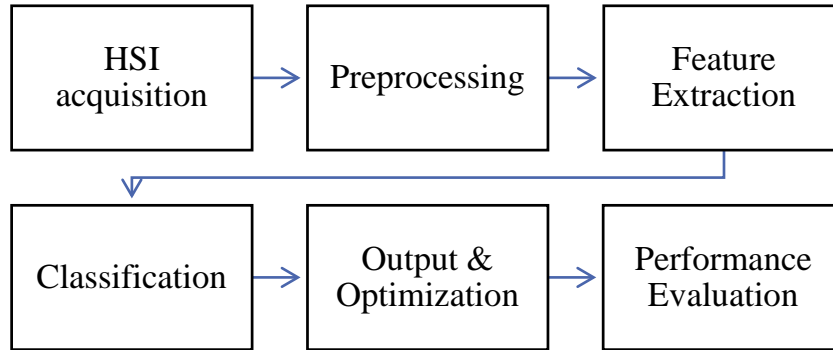 HSI
acquisition
Preprocessing
Feature
Extraction
Classification
Output &
Optimization
Performance
Evaluation